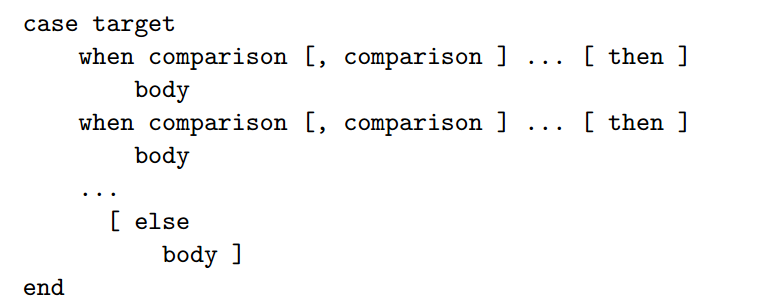 case target
when comparison [, comparison ] ... [ then ]
body
when comparison [, comparison ] ... [ then ]
body
...
[ else
body ]
end